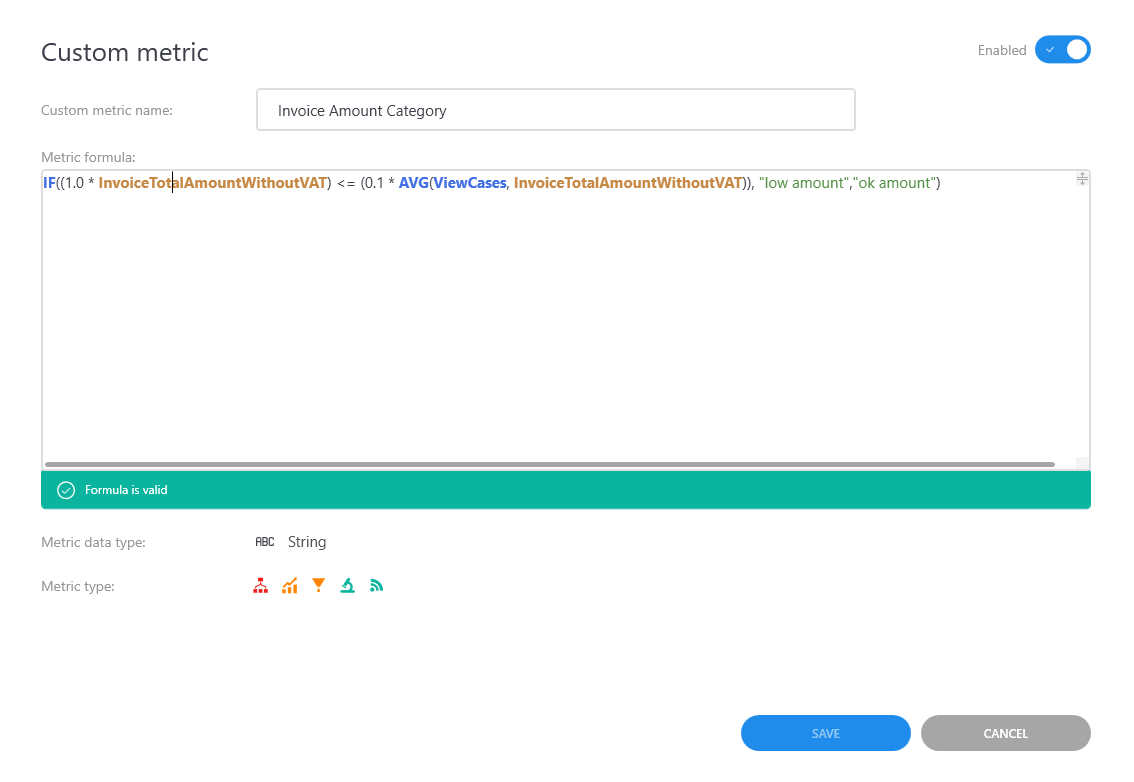 Custom metric
Enabled
Custom metric name:
Invoice Amount Category
Metric formula:
IF((1.0 * InvoiceTotalAmountWithoutVAT) <= (0.1 * AVG(ViewCases, InvoiceTotalAmountWithoutVAT)), "low amount","ok amount")
Formula is valid
Metric data type:
ABC String
Metric type:
SAVE
CANCEL